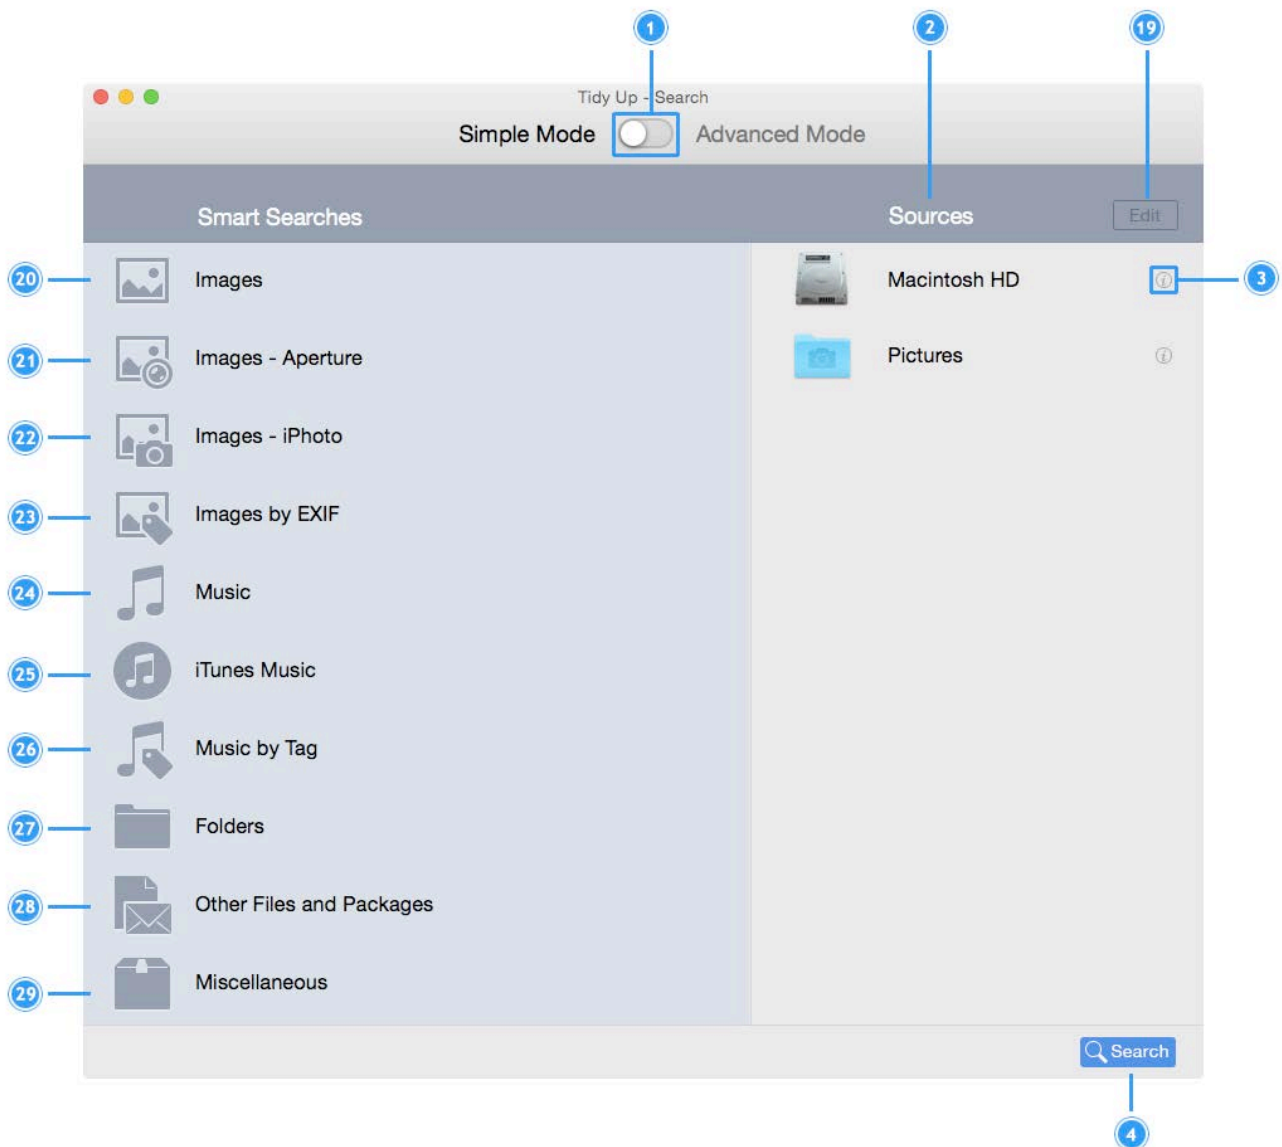 1 2 19
Tidy Up - Search
Simple Mode Advanced Mode
Smart Searches Sources Edit
20 Images Macintosh HD i 3
21 Images - Aperture Pictures i
22 Images - iPhoto
23 Images by EXIF
24 Music
25 iTunes Music
26 Music by Tag
27 Folders
28 Other Files and Packages
29 Miscellaneous
Search
4